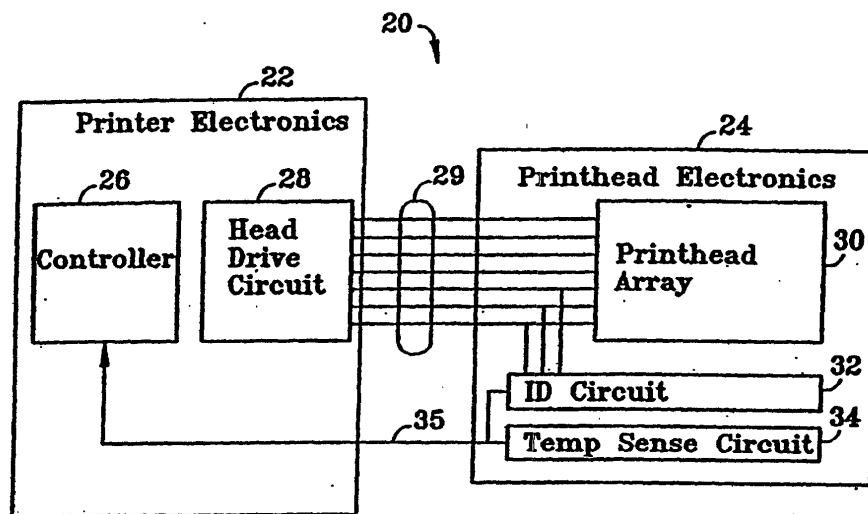 20
22
Printer Electronics
24
Printhead Electronics
26
Controller
28
Head
Drive
Circuit
29
Printhead
Array
30
ID Circuit
32
Temp Sense Circuit
34
35